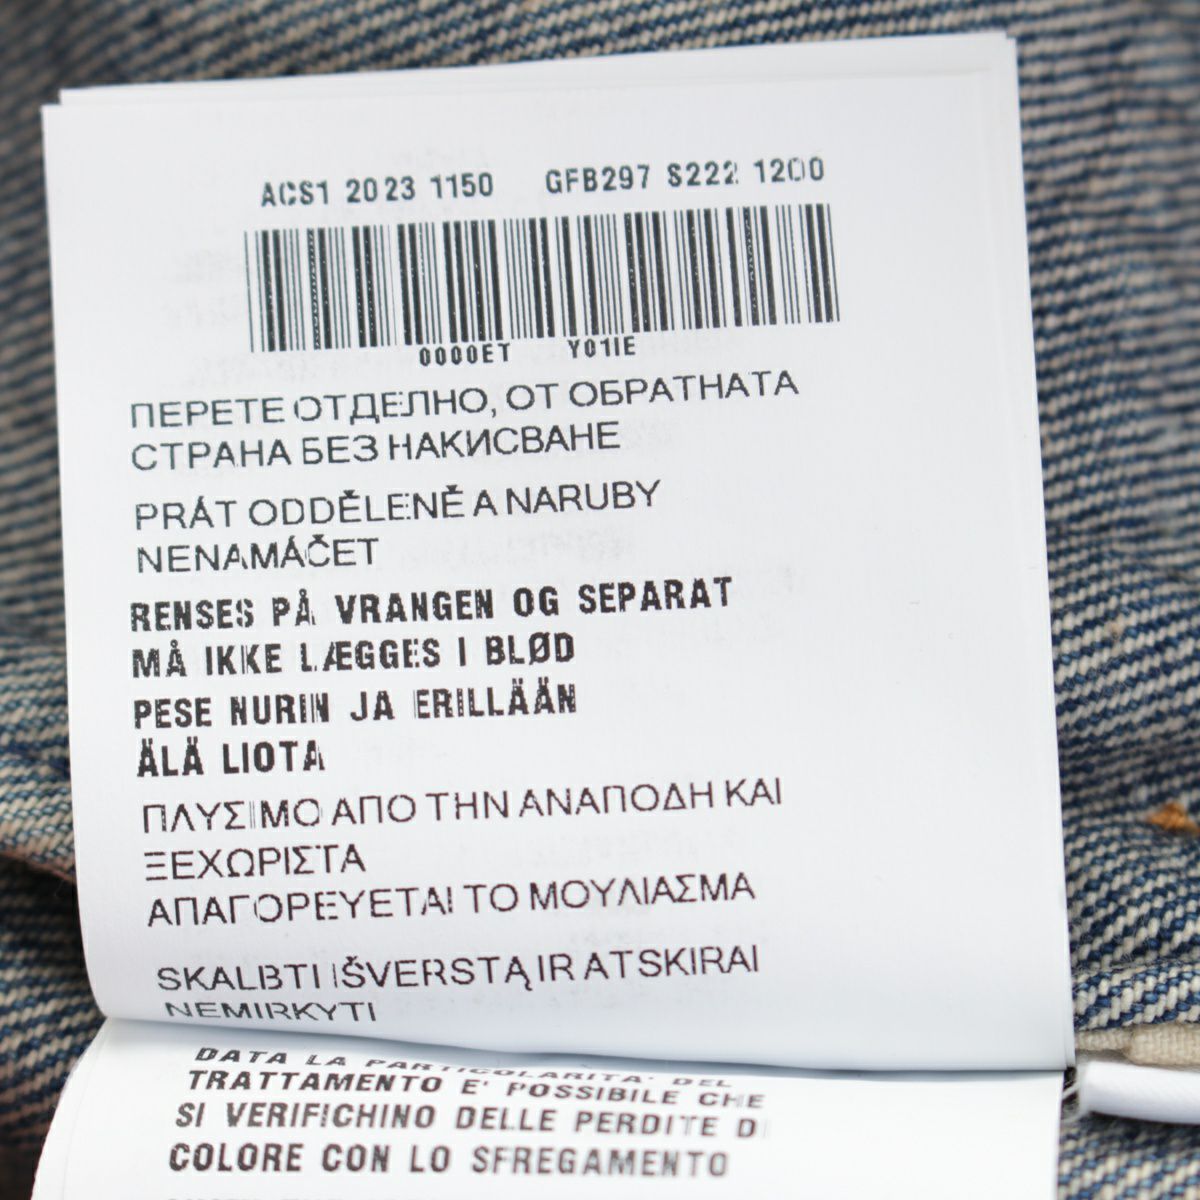 ACS1 2023 1150 GFB297 S222 1200
0000ET Y01IE
ПЕРЕТЕ ОТДЕЛНО, ОТ ОБРАТНАТА
СТРАНА БЕЗ НАКИСВАНЕ
PRÁT ODDĚLENĚ A NARUBY
NENAMÁČET
RENSES PÅ VRANGEN OG SEPARAT
MÅ IKKE LÆGGES I BLØD
PESE NURIN JA ERILLÄÄN
ÄLÄ LIOTA
ΠΛΥΣΙΜΟ ΑΠΟ ΤΗΝ ΑΝΑΠΟΔΗ ΚΑΙ
ΞΕΧΩΡΙΣΤΑ
ΑΠΑΓΟΡΕΥΕΤΑΙ ΤΟ ΜΟΥΛΙΑΣΜΑ
SKALBTI IŠVERSTĄ IR ATSKIRAI
NEMIRKYTI
DATA LA PARTICOLARITA' DEL
TRATTAMENTO E' POSSIBILE CHE
SI VERIFICHINO DELLE PERDITE DI
COLORE CON LO SFREGAMENTO